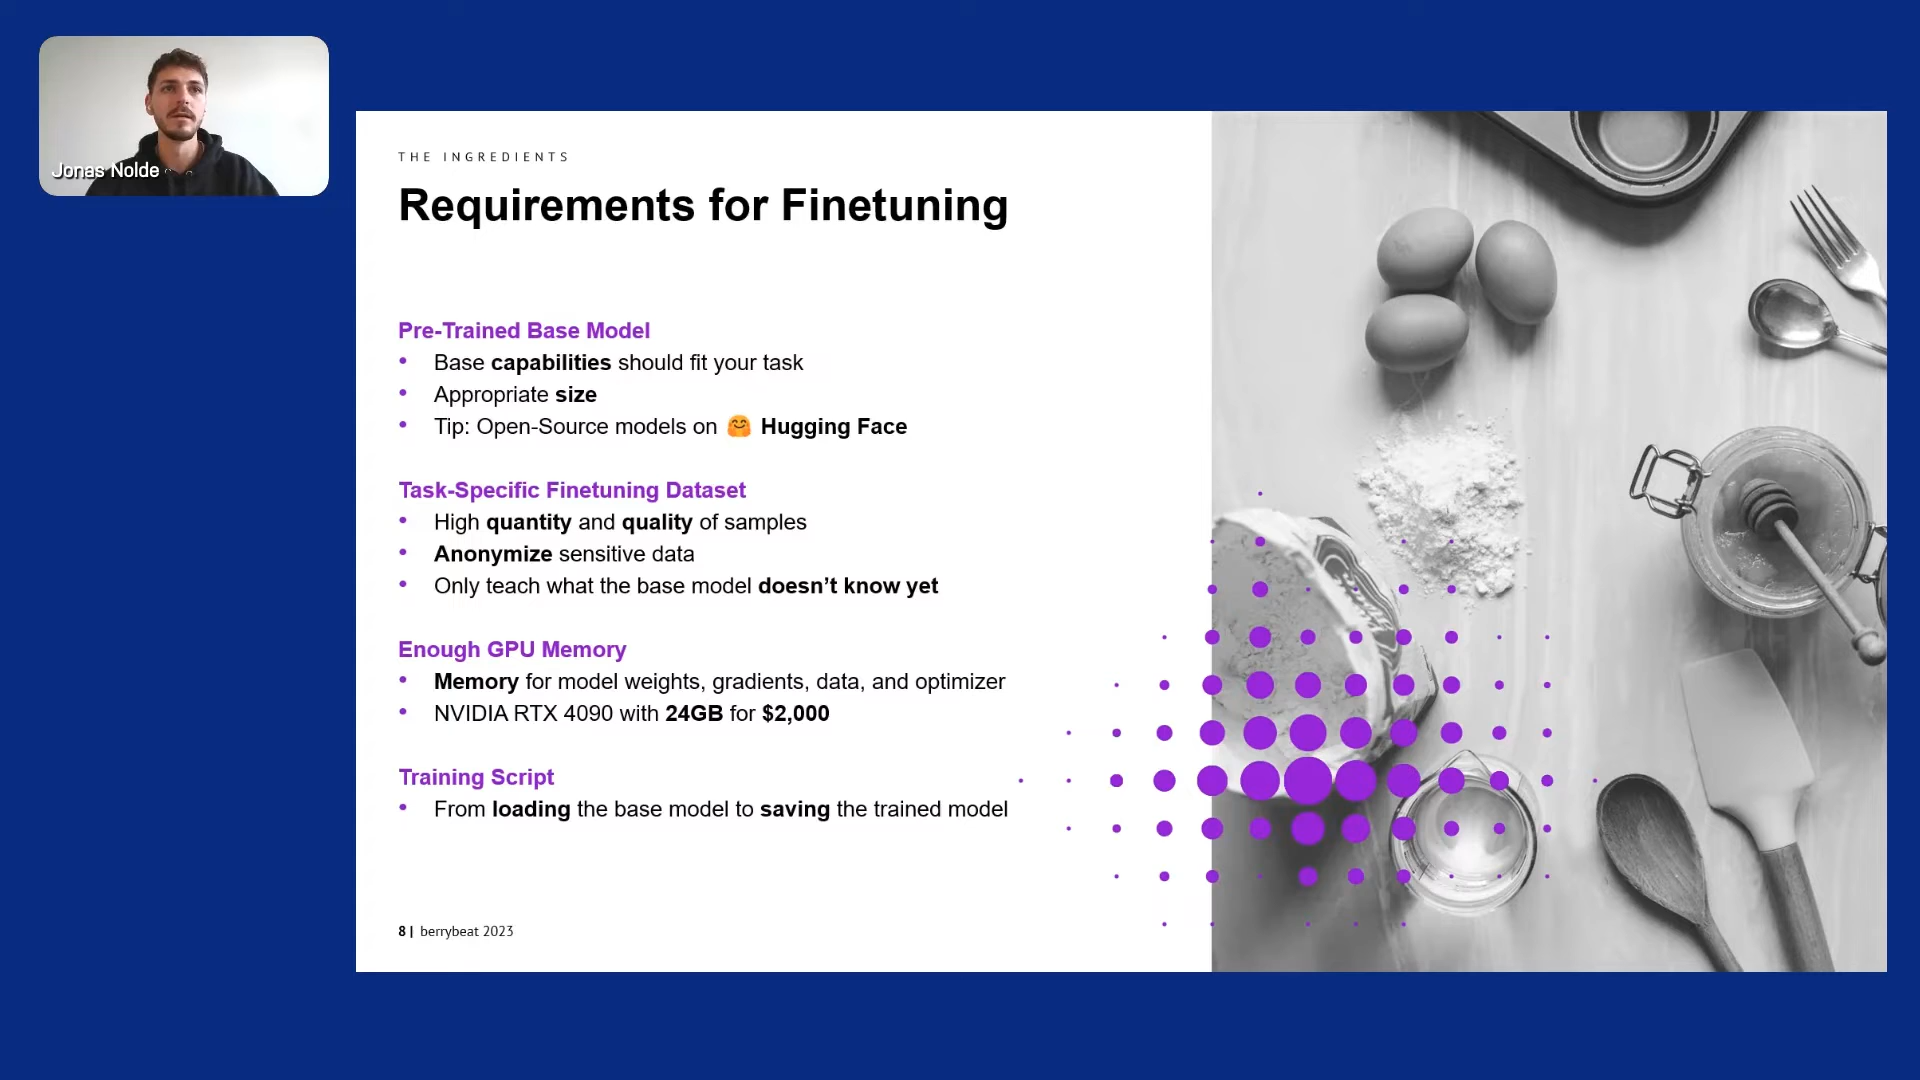 Jonas Nolde
THE INGREDIENTS
Requirements for Finetuning
Pre-Trained Base Model
• Base capabilities should fit your task
• Appropriate size
• Tip: Open-Source models on 🤗 Hugging Face
Task-Specific Finetuning Dataset
• High quantity and quality of samples
• Anonymize sensitive data
• Only teach what the base model doesn’t know yet
Enough GPU Memory
• Memory for model weights, gradients, data, and optimizer
• NVIDIA RTX 4090 with 24GB for $2,000
Training Script
• From loading the base model to saving the trained model
8 | berrybeat 2023